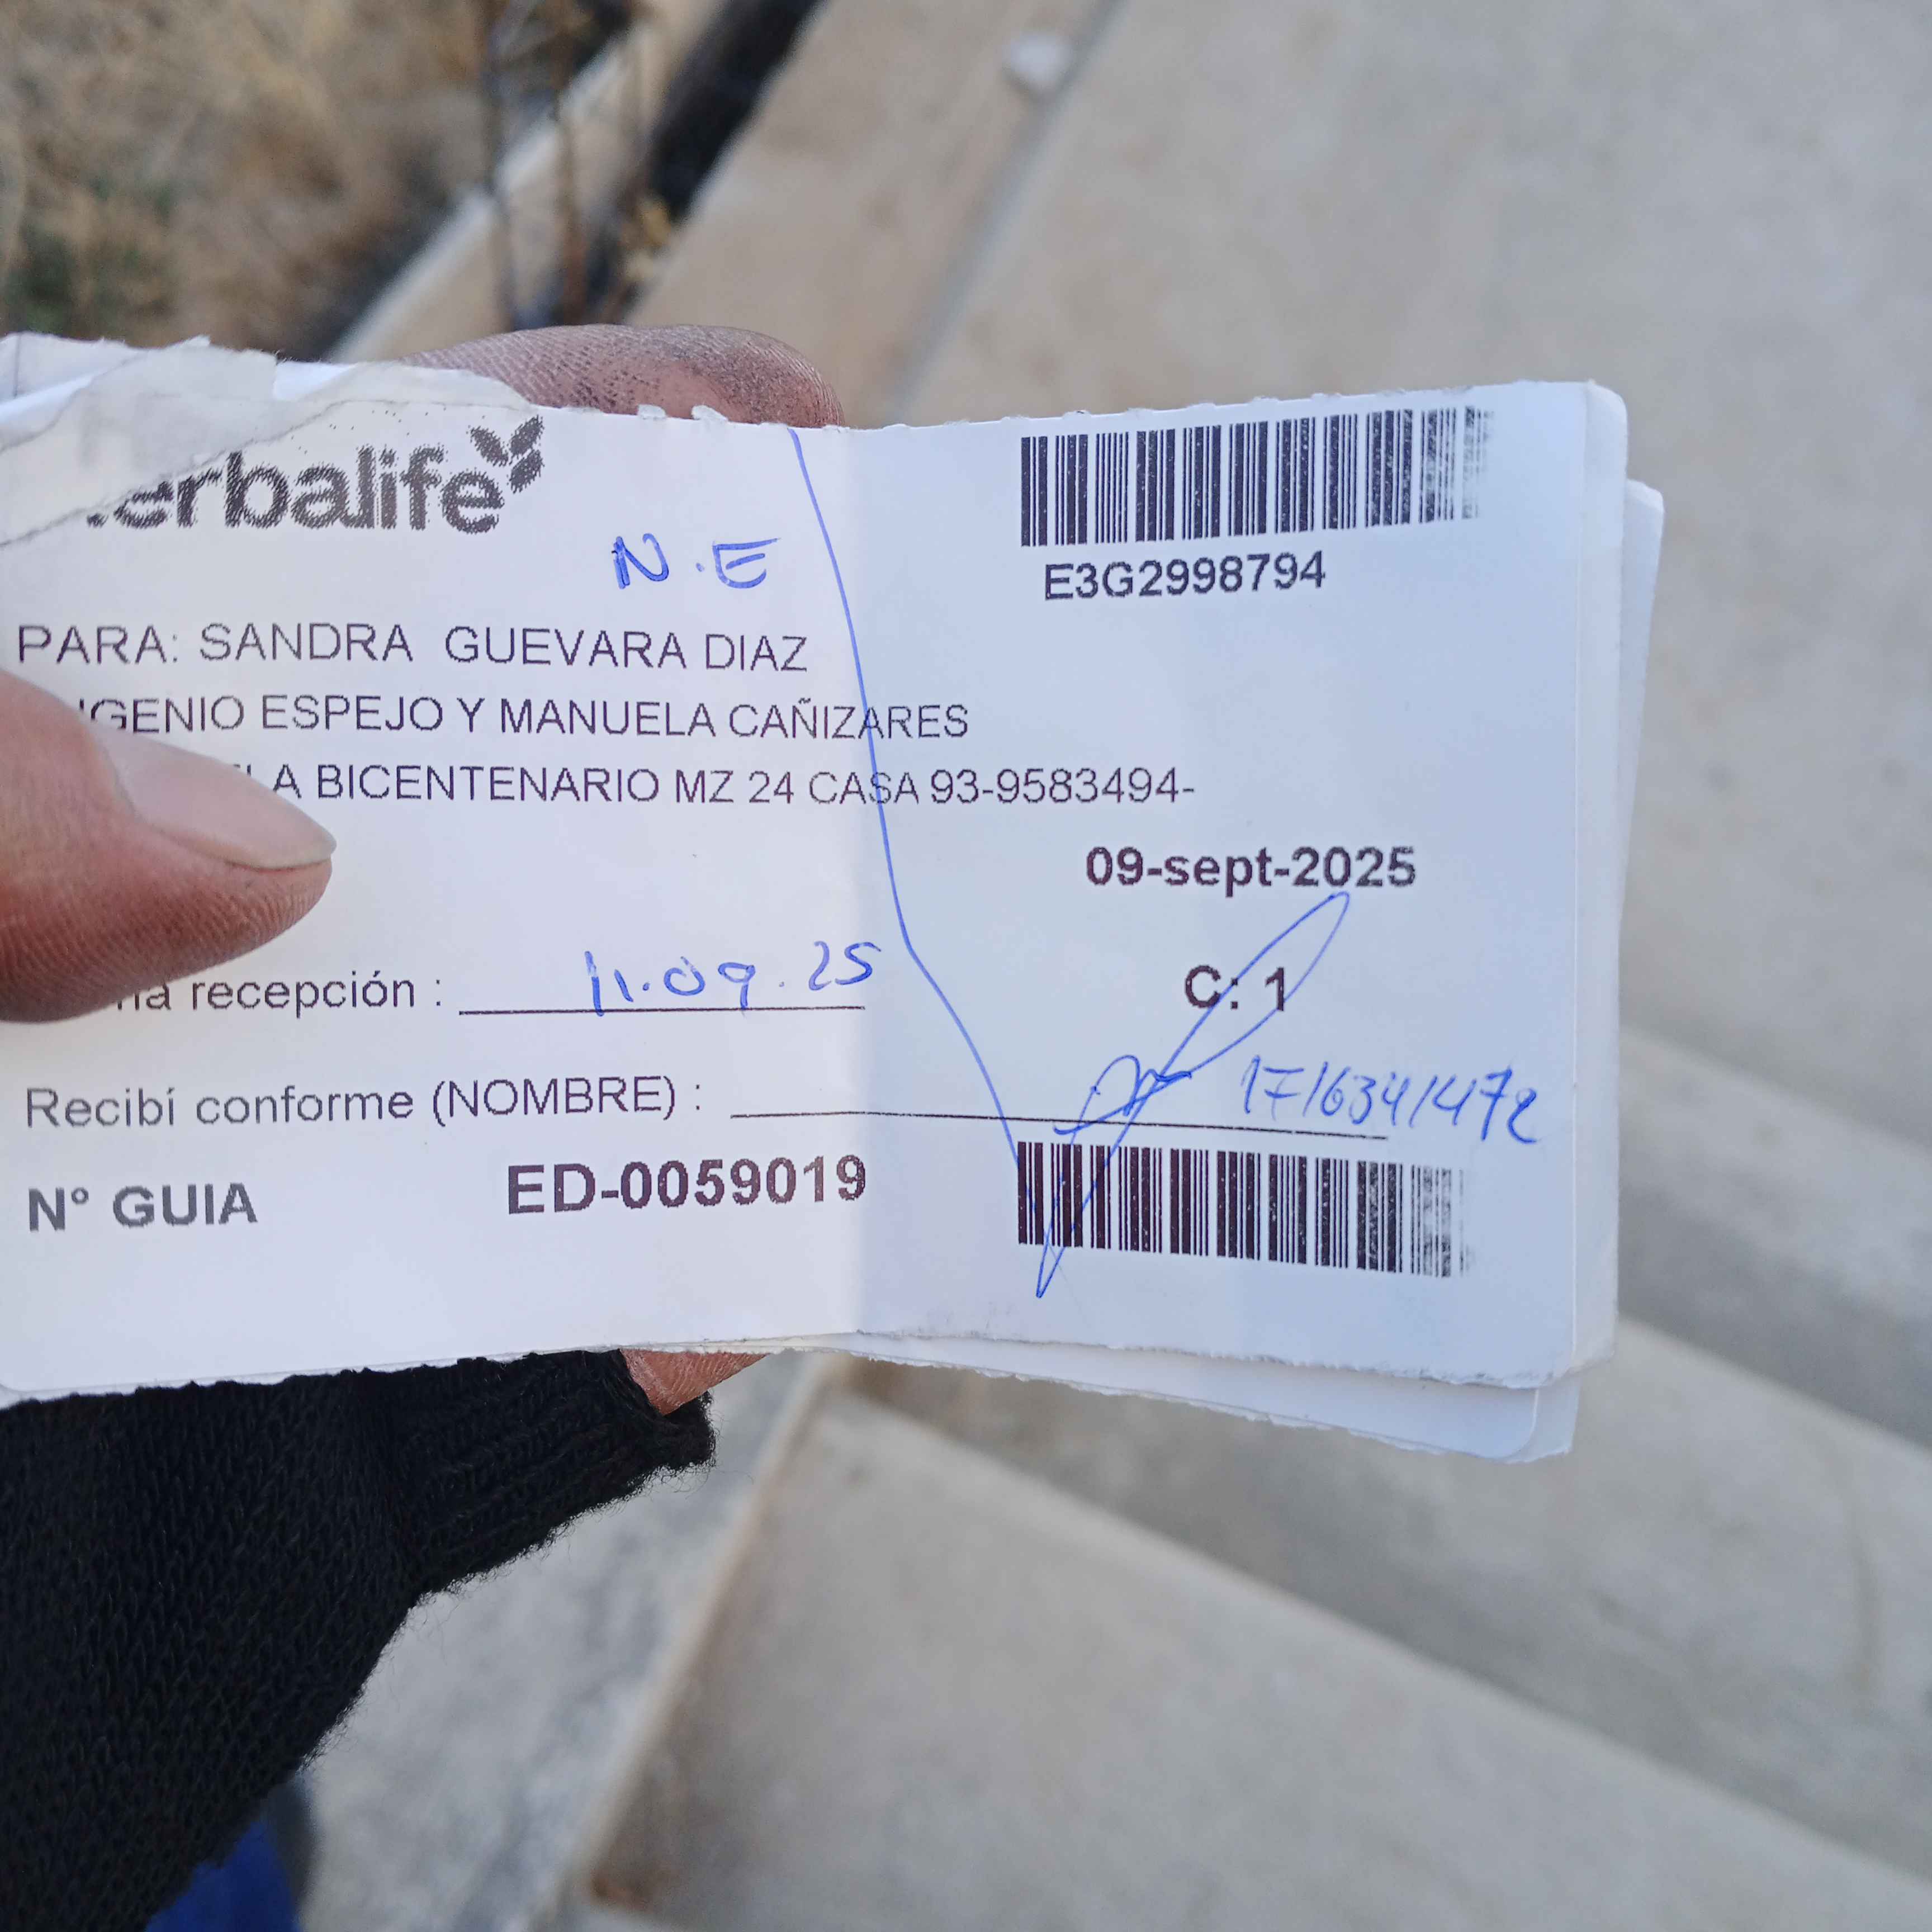 erbalife
N.E
E3G2998794
PARA: SANDRA GUEVARA DIAZ
GENIO ESPEJO Y MANUELA CAÑIZARES
LA BICENTENARIO MZ 24 CASA 93-9583494-
09-sept-2025
ha recepción : 11.09.25
C: 1
1716341472
Recibí conforme (NOMBRE) :
N° GUIA ED-0059019